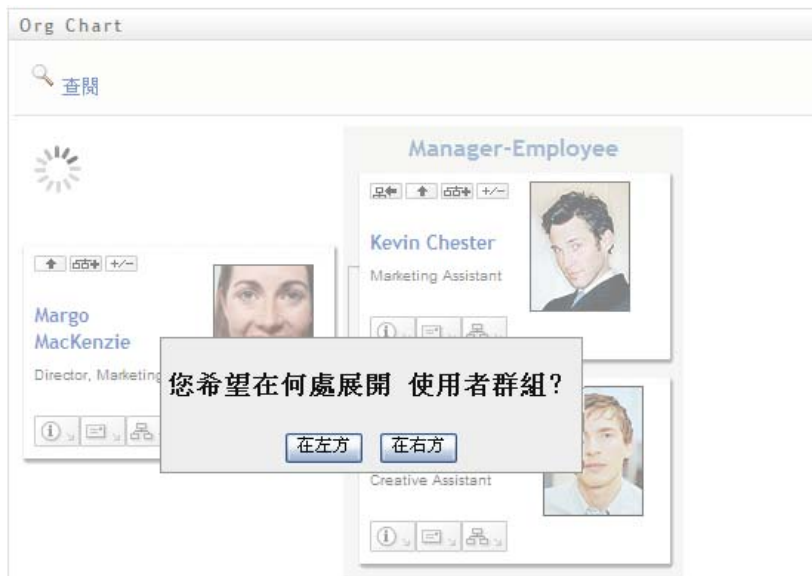 Org Chart
查閱
Manager-Employee
+/-
Kevin Chester
Marketing Assistant
+/-
Margo
MacKenzie
Director, Marketing
您希望在何處展開 使用者群組?
在左方 在右方
Creative Assistant